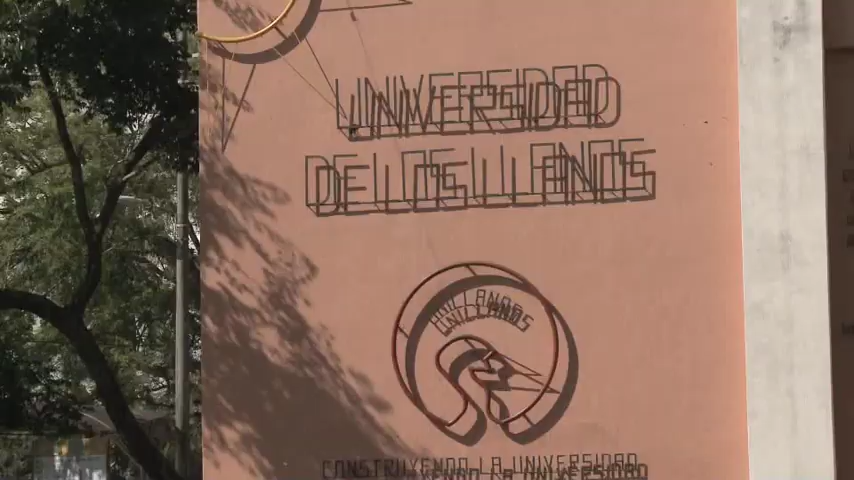 UNIVERSIDAD
DE LOS LLANOS
UNILLANOS
CONSTRUYENDO LA UNIVERSIDAD